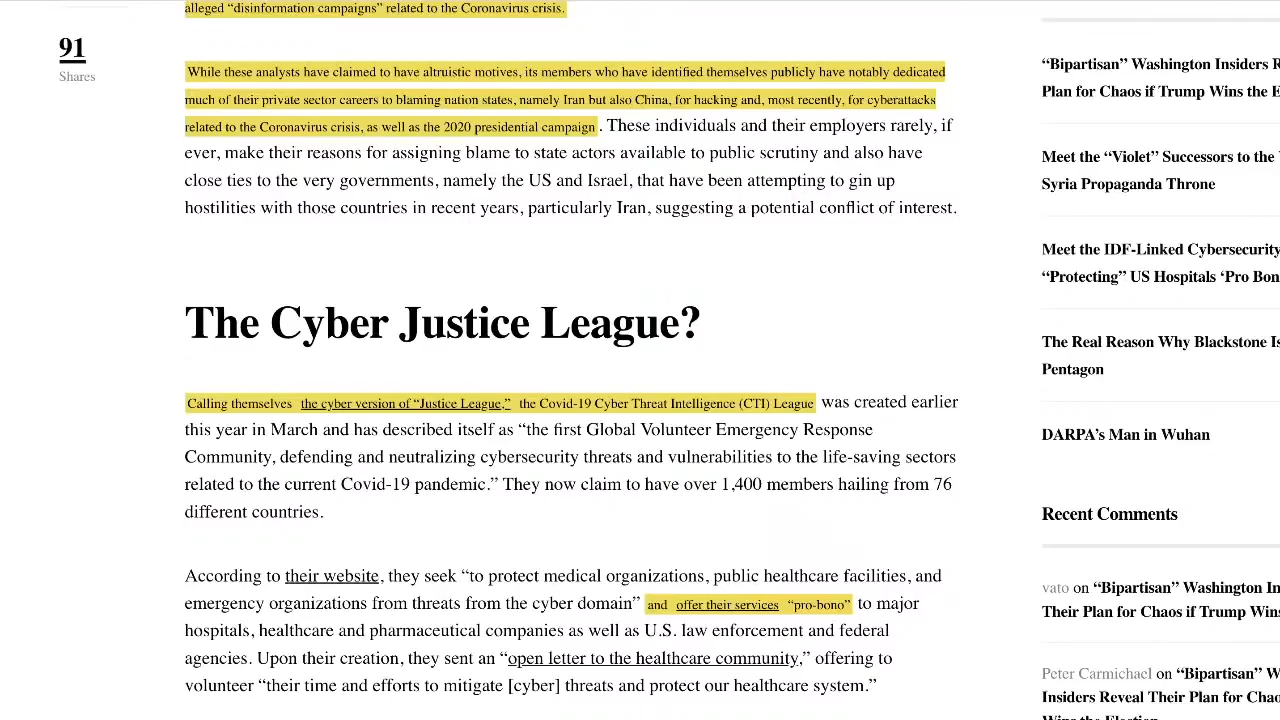 alleged “disinformation campaigns” related to the Coronavirus crisis.
91
Shares
While these analysts have claimed to have altruistic motives, its members who have identified themselves publicly have notably dedicated
much of their private sector careers to blaming nation states, namely Iran but also China, for hacking and, most recently, for cyberattacks
related to the Coronavirus crisis, as well as the 2020 presidential campaign. These individuals and their employers rarely, if
ever, make their reasons for assigning blame to state actors available to public scrutiny and also have
close ties to the very governments, namely the US and Israel, that have been attempting to gin up
hostilities with those countries in recent years, particularly Iran, suggesting a potential conflict of interest.
The Cyber Justice League?
Calling themselves the cyber version of “Justice League,” the Covid-19 Cyber Threat Intelligence (CTI) League was created earlier
this year in March and has described itself as “the first Global Volunteer Emergency Response
Community, defending and neutralizing cybersecurity threats and vulnerabilities to the life-saving sectors
related to the current Covid-19 pandemic.” They now claim to have over 1,400 members hailing from 76
different countries.
According to their website, they seek “to protect medical organizations, public healthcare facilities, and
emergency organizations from threats from the cyber domain” and offer their services “pro-bono” to major
hospitals, healthcare and pharmaceutical companies as well as U.S. law enforcement and federal
agencies. Upon their creation, they sent an “open letter to the healthcare community,” offering to
volunteer “their time and efforts to mitigate [cyber] threats and protect our healthcare system.”
“Bipartisan” Washington Insiders
Plan for Chaos if Trump Wins the
Meet the “Violet” Successors to the
Syria Propaganda Throne
Meet the IDF-Linked Cybersecurity
“Protecting” US Hospitals ‘Pro
The Real Reason Why Blackstone
Pentagon
DARPA’s Man in Wuhan
Recent Comments
vato on “Bipartisan” Washington
Their Plan for Chaos if Trump
Peter Carmichael on “Bipartisan”
Insiders Reveal Their Plan for